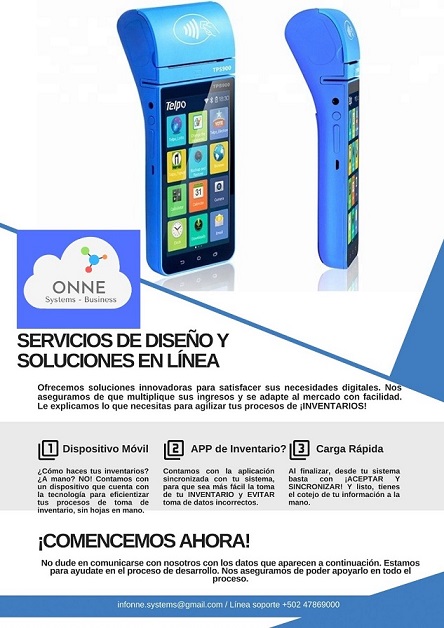 TPS900
TPS900
Telpo
18:30
31
ONNE
Systems - Business
SERVICIOS DE DISEÑO Y
SOLUCIONES EN LÍNEA
Ofrecemos soluciones innovadoras para satisfacer sus necesidades digitales. Nos
aseguramos de que multiplique sus ingresos y se adapte al mercado con facilidad.
Le explicamos lo que necesitas para agilizar tus procesos de ¡INVENTARIOS!
1 Dispositivo Móvil
¿Cómo haces tus inventarios?
¿A mano? NO! Contamos con
un dispositivo que cuenta con
la tecnología para eficientizar
tus procesos de toma de
inventario, sin hojas en mano.
2 APP de Inventario?
Contamos con la aplicación
sincronizada con tu sistema,
para que sea más fácil la toma
de tu INVENTARIO y EVITAR
toma de datos incorrectos.
3 Carga Rápida
Al finalizar, desde tu sistema
basta con ¡ACEPTAR Y
SINCRONIZAR! Y listo, tienes
el cotejo de tu información a la
mano.
¡COMENCEMOS AHORA!
No dude en comunicarse con nosotros con los datos que aparecen a continuación. Estamos
para ayudate en el proceso de desarrollo. Nos aseguramos de poder apoyarlo en todo el
proceso.
infonne.systems@gmail.com / Línea soporte +502 47869000